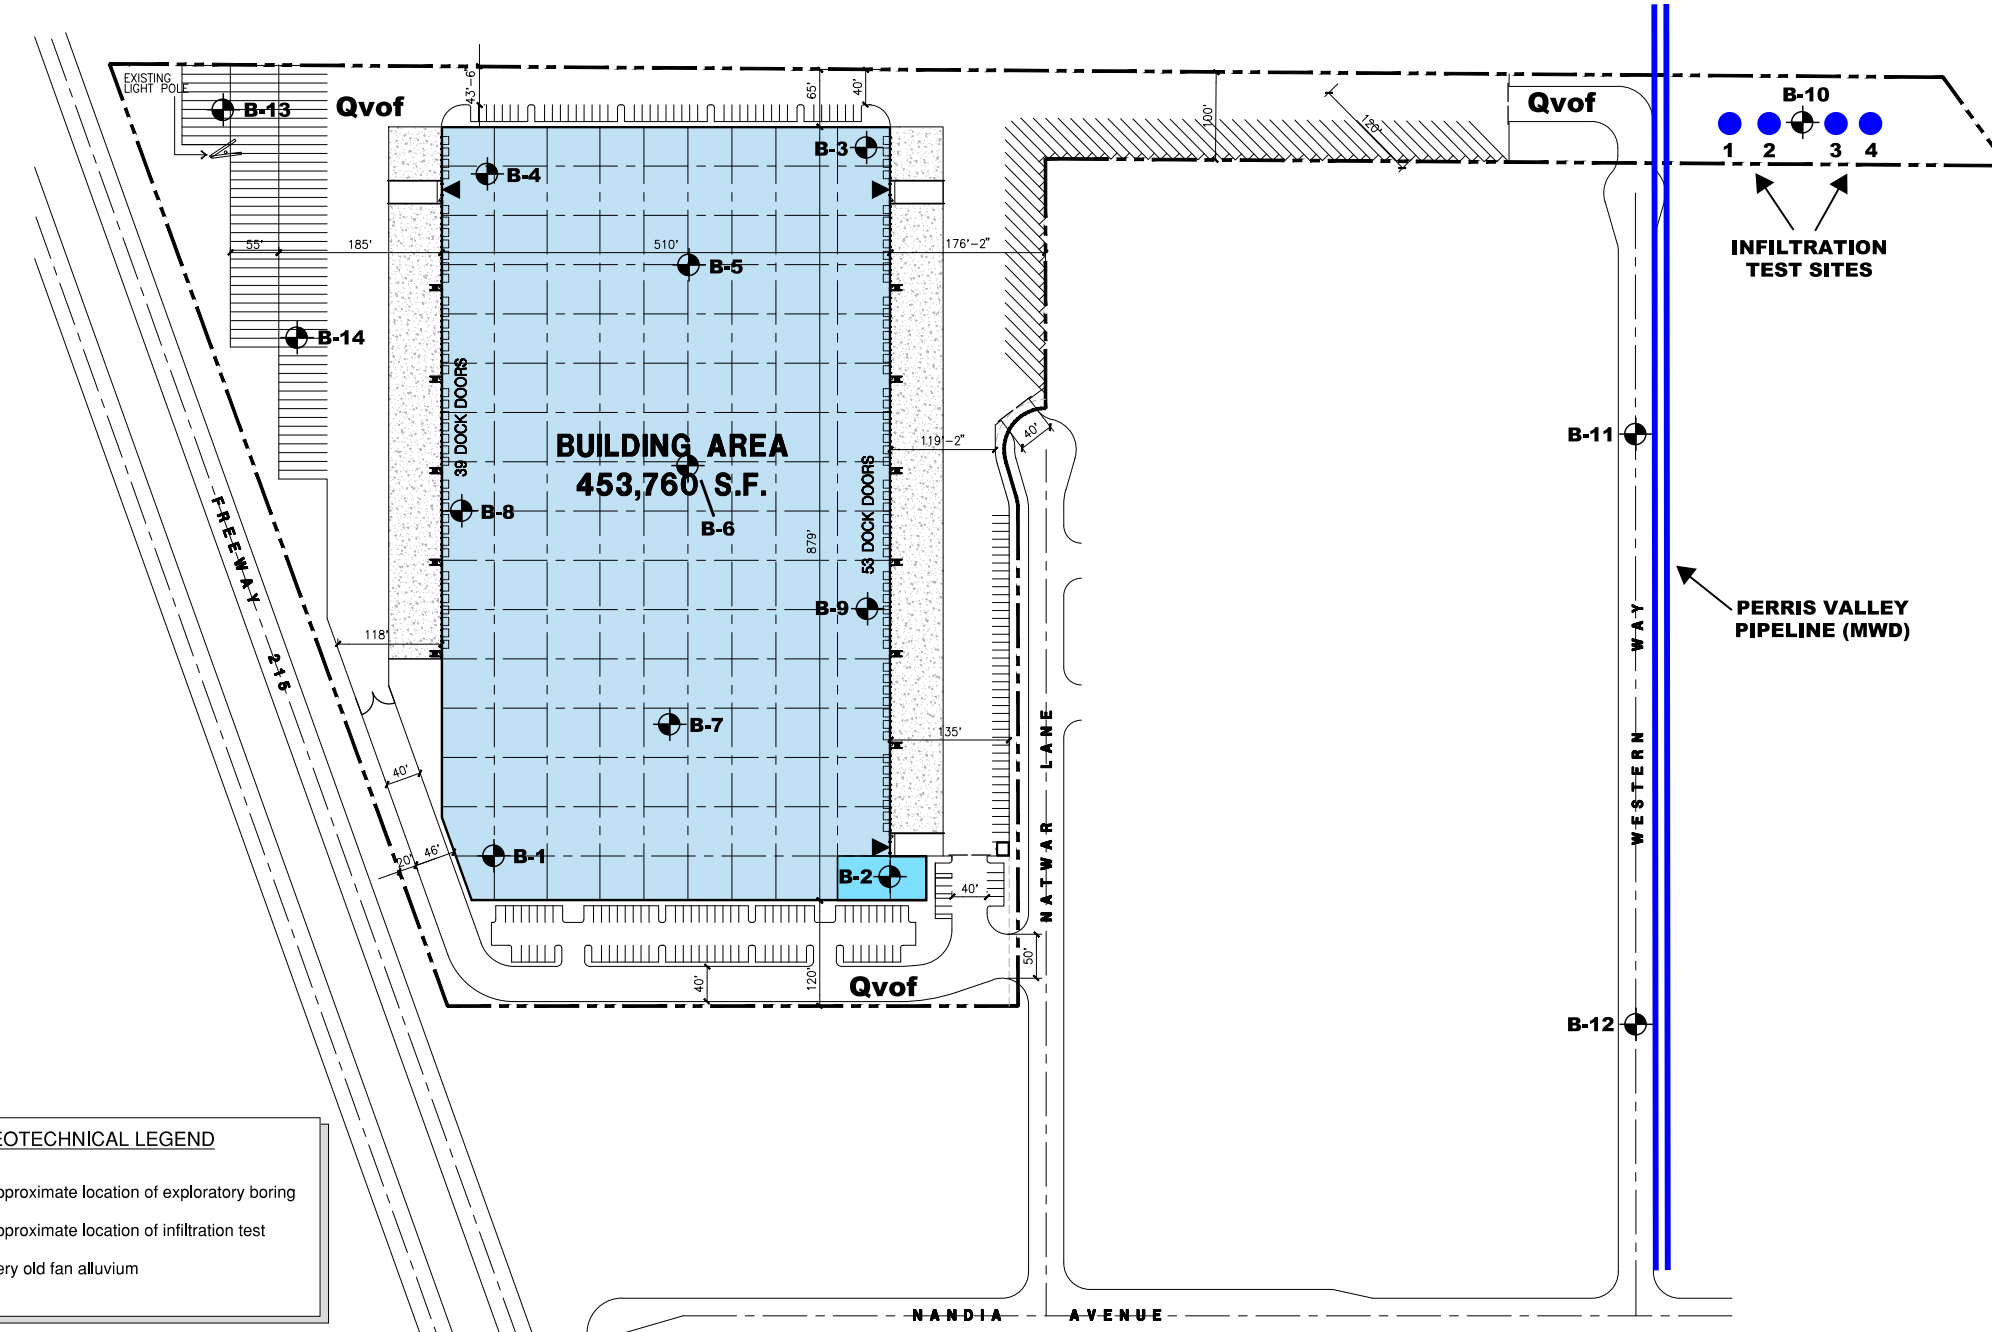 EXISTING
LIGHT POLE
B-13
Qvof
43'-6"
65'
40'
100'
120'
Qvof
B-10
1
2
3
4
B-3
B-4
INFILTRATION
TEST SITES
55'
185'
510'
176'-2"
B-5
B-14
39 DOCK DOORS
BUILDING AREA
453,760 S.F.
119'-2"
40'
B-11
53 DOCK DOORS
B-8
B-6
879'
FREEWAY 215
B-9
PERRIS VALLEY
PIPELINE (MWD)
118'
WESTERN WAY
B-7
135'
NATWAR LANE
40'
20'
46'
B-1
B-2
40'
50'
40'
120'
Qvof
B-12
EOTECHNICAL LEGEND
pproximate location of exploratory boring
pproximate location of infiltration test
ery old fan alluvium
NANDIA AVENUE